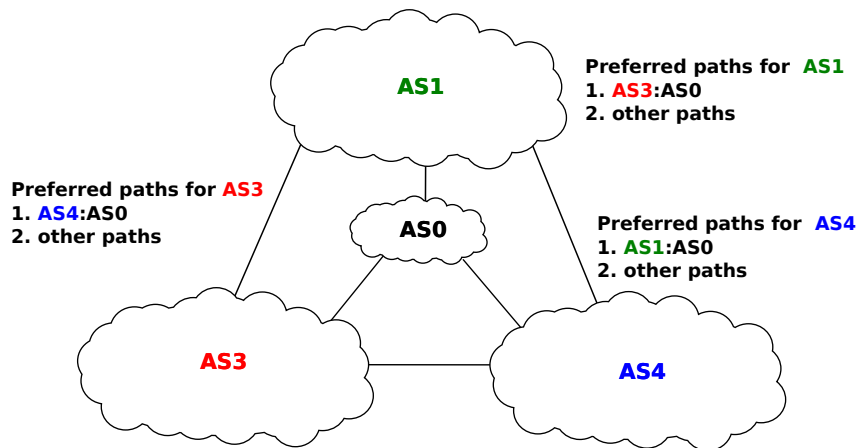 AS1
Preferred paths for AS1
1. AS3:AS0
2. other paths
Preferred paths for AS3
1. AS4:AS0
2. other paths
AS0
Preferred paths for AS4
1. AS1:AS0
2. other paths
AS3
AS4